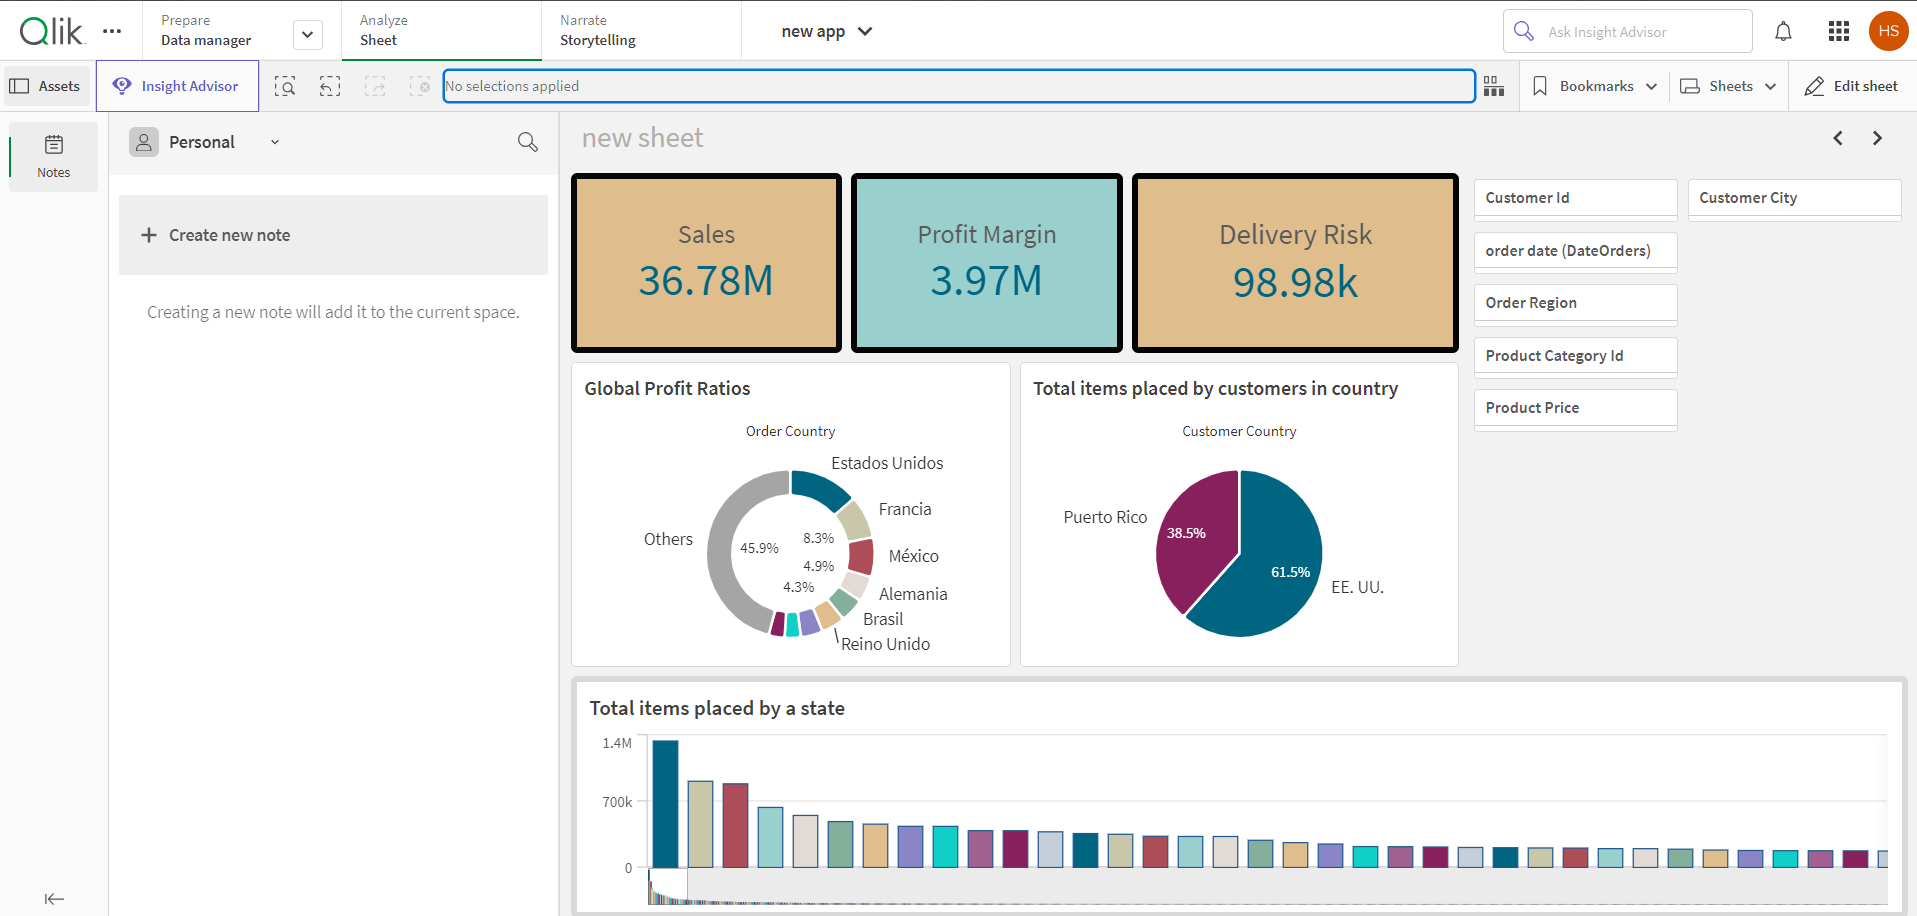 Qlik
Prepare
Data manager
Analyze
Sheet
Narrate
Storytelling
new app
Ask Insight Advisor
HS
Assets
Insight Advisor
No selections applied
Bookmarks
Sheets
Edit sheet
Notes
Personal
Create new note
Creating a new note will add it to the current space.
new sheet
Sales
36.78M
Profit Margin
3.97M
Delivery Risk
98.98k
Customer Id
Customer City
order date (DateOrders)
Order Region
Product Category Id
Product Price
Global Profit Ratios
Order Country
Estados Unidos
Francia
Others
45.9%
8.3%
México
4.9%
4.3%
Alemania
Brasil
Reino Unido
Total items placed by customers in country
Customer Country
Puerto Rico
38.5%
61.5%
EE. UU.
Total items placed by a state
1.4M
700k
0